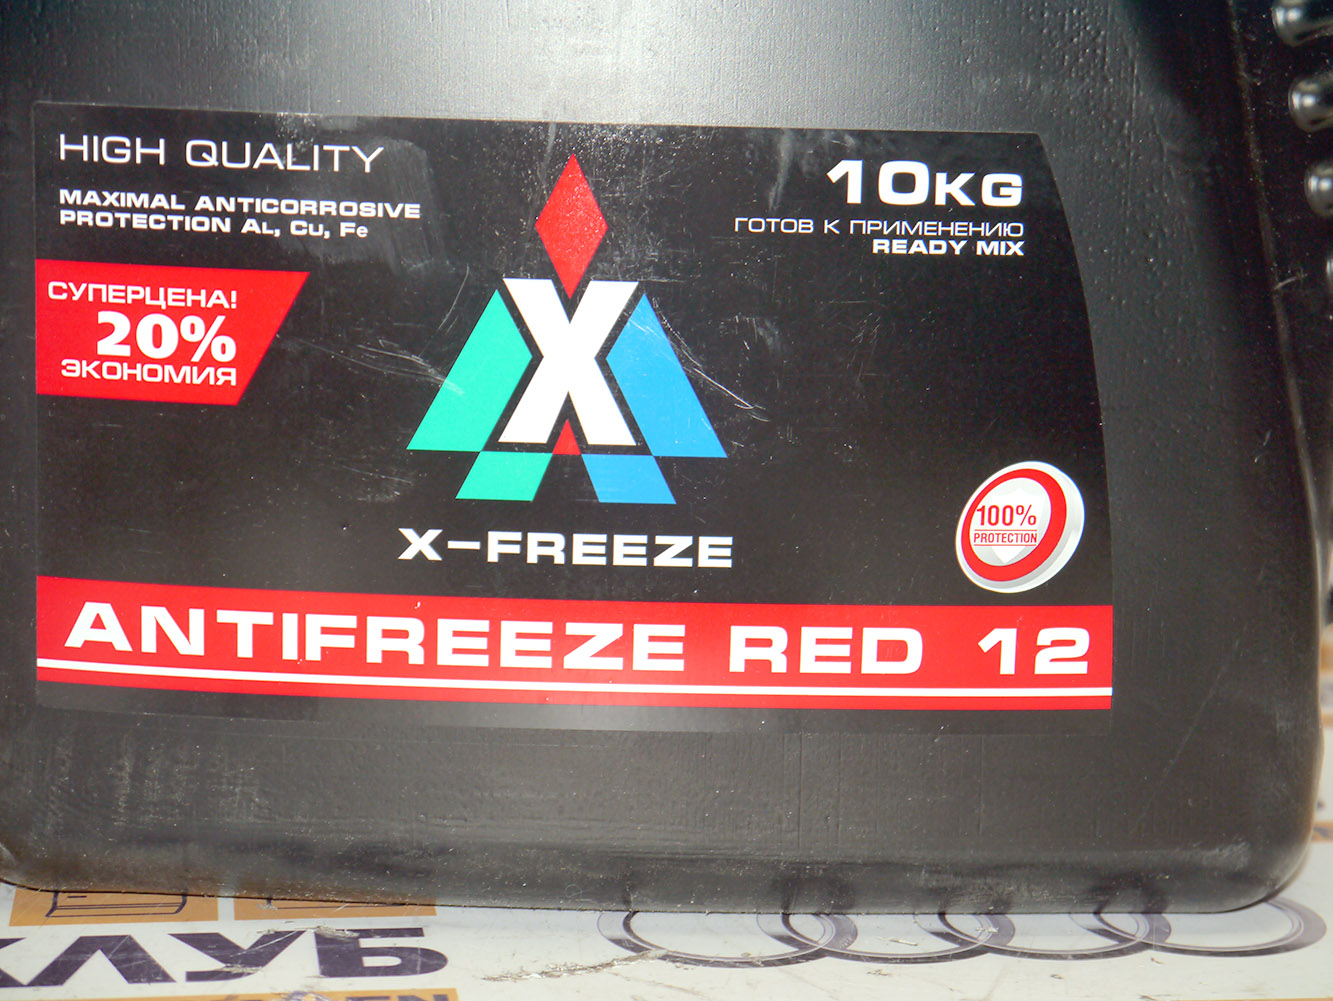 HIGH QUALITY
MAXIMAL ANTICORROSIVE
PROTECTION AL, CU, Fe
СУПЕРЦЕНА!
20%
ЭКОНОМИЯ
10KG
ГОТОВ К ПРИМЕНЕНИЮ
READY MIX
X
X-FREEZE
100%
PROTECTION
ANTIFREEZE RED 12
КЛУБ